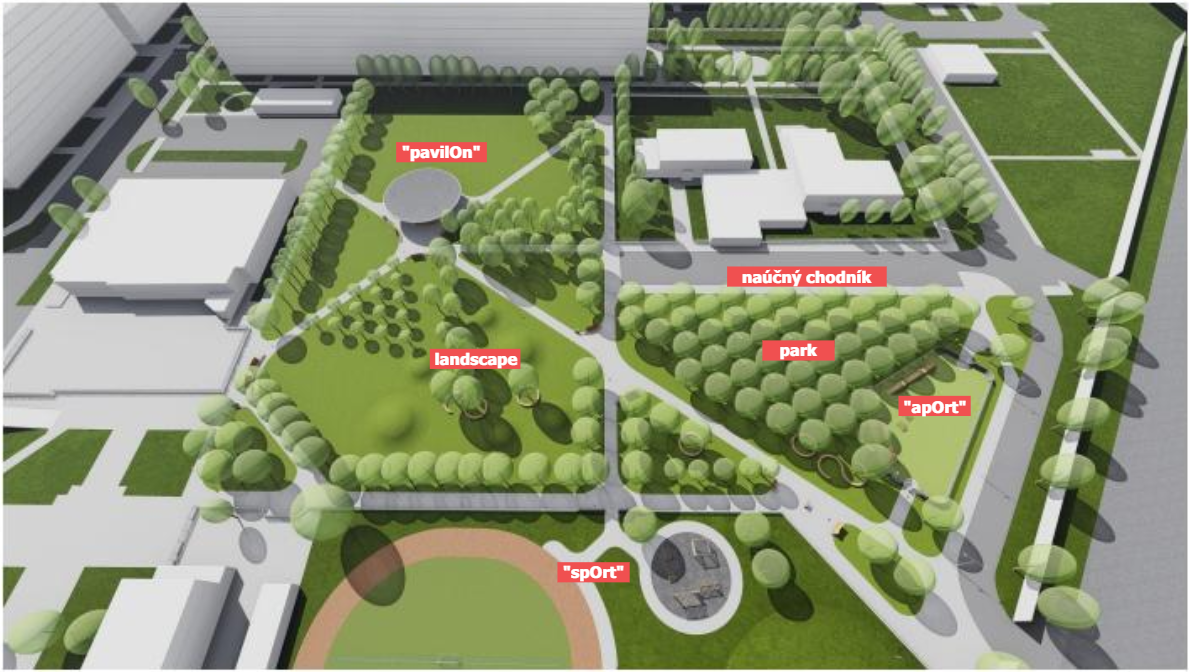 "pavilOn"
naúčný chodník
park
landscape
"apOrt"
"spOrt"